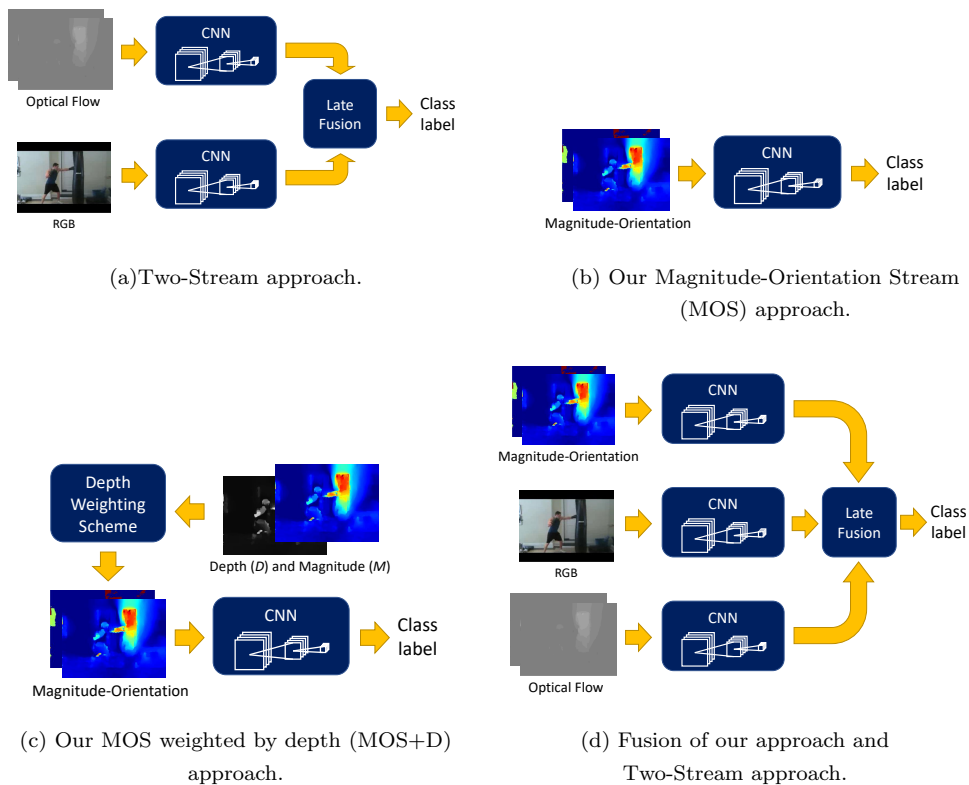 CNN
Optical Flow
Late
Fusion
Class
label
CNN
RGB
(a)Two-Stream approach.
CNN
Class
label
Magnitude-Orientation
(b) Our Magnitude-Orientation Stream
(MOS) approach.
Depth
Weighting
Scheme
Depth (D) and Magnitude (M)
CNN
Class
label
Magnitude-Orientation
(c) Our MOS weighted by depth (MOS+D)
approach.
CNN
Magnitude-Orientation
CNN
Late
Fusion
Class
label
RGB
CNN
Optical Flow
(d) Fusion of our approach and
Two-Stream approach.